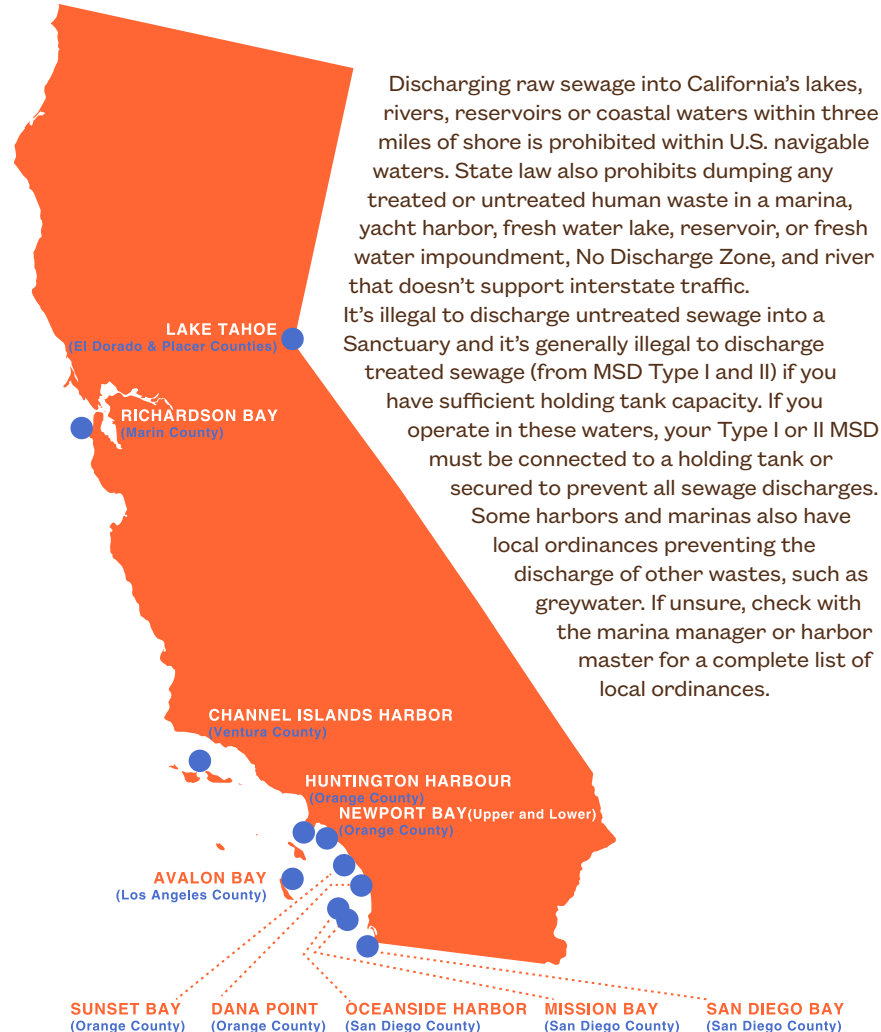 Discharging raw sewage into California’s lakes,
rivers, reservoirs or coastal waters within three
miles of shore is prohibited within U.S. navigable
waters. State law also prohibits dumping any
treated or untreated human waste in a marina,
yacht harbor, fresh water lake, reservoir, or fresh
water impoundment, No Discharge Zone, and river
that doesn’t support interstate traffic.
It’s illegal to discharge untreated sewage into a
Sanctuary and it’s generally illegal to discharge
treated sewage (from MSD Type I and II) if you
have sufficient holding tank capacity. If you
operate in these waters, your Type I or II MSD
must be connected to a holding tank or
secured to prevent all sewage discharges.
Some harbors and marinas also have
local ordinances preventing the
discharge of other wastes, such as
greywater. If unsure, check with
the marina manager or harbor
master for a complete list of
local ordinances.
LAKE TAHOE
(El Dorado & Placer Counties)
RICHARDSON BAY
(Marin County)
CHANNEL ISLANDS HARBOR
(Ventura County)
HUNTINGTON HARBOUR
(Orange County)
NEWPORT BAY(Upper and Lower)
(Orange County)
AVALON BAY
(Los Angeles County)
SUNSET BAY
(Orange County)
DANA POINT
(Orange County)
OCEANSIDE HARBOR
(San Diego County)
MISSION BAY
(San Diego County)
SAN DIEGO BAY
(San Diego County)